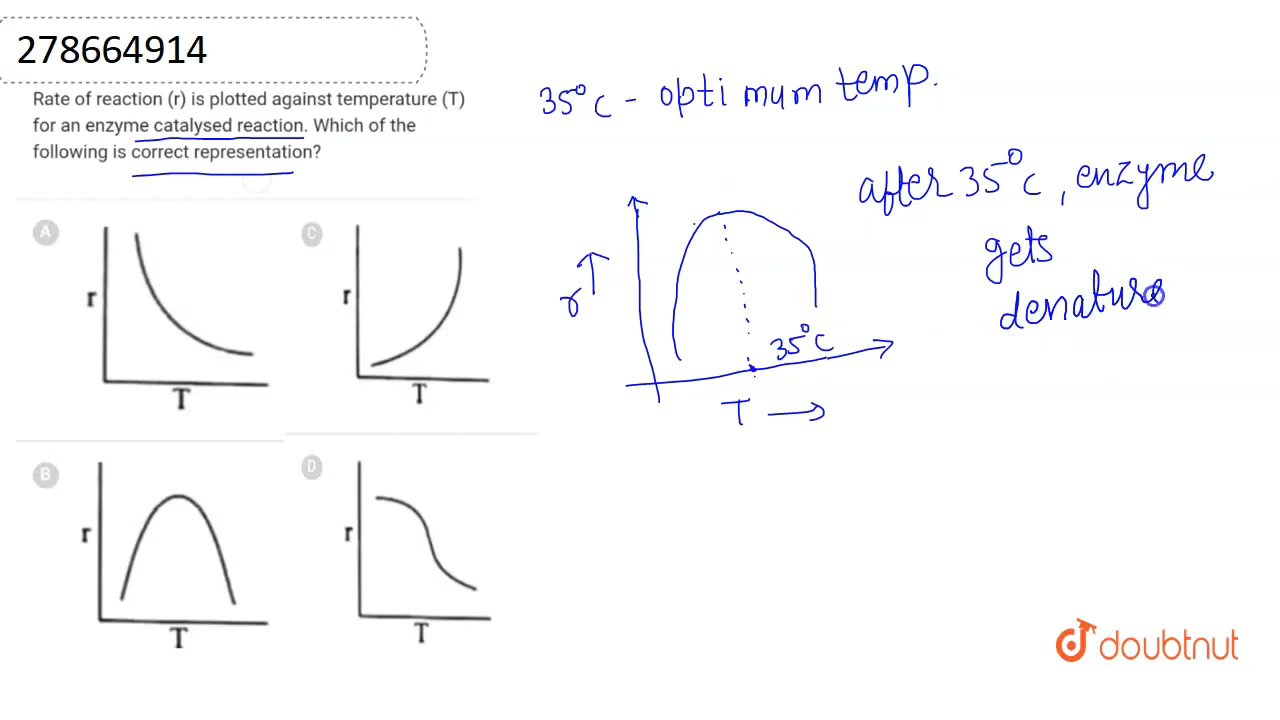 278664914
Rate of reaction (r) is plotted against temperature (T)
for an enzyme catalysed reaction. Which of the
following is correct representation?
35°C - optimum temp.
after 35°C, enzyme
gets
denature
A
r
T
C
r
T
B
r
T
D
r
T
r
35°C
T
doubtnut